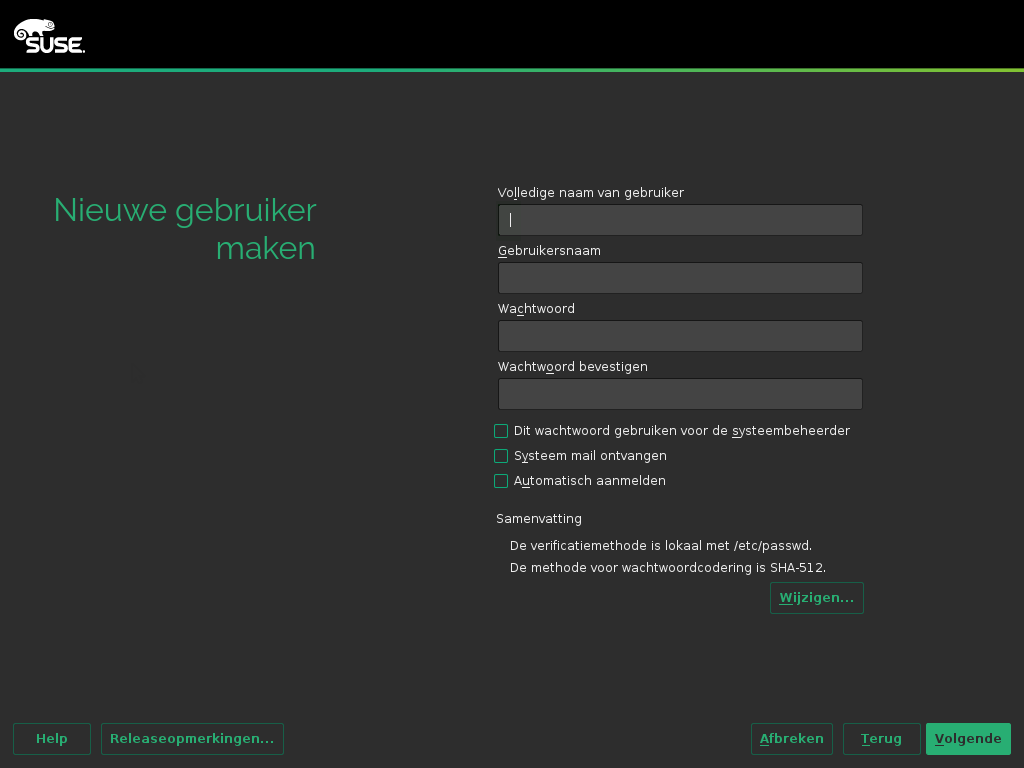 SUSE.
Nieuwe gebruiker
maken
Volledige naam van gebruiker
Gebruikersnaam
Wachtwoord
Wachtwoord bevestigen
Dit wachtwoord gebruiken voor de systeembeheerder
Systeem mail ontvangen
Automatisch aanmelden
Samenvatting
De verificatiemethode is lokaal met /etc/passwd.
De methode voor wachtwoordcodering is SHA-512.
Wijzigen...
Help Releaseopmerkingen... Afbreken Terug Volgende